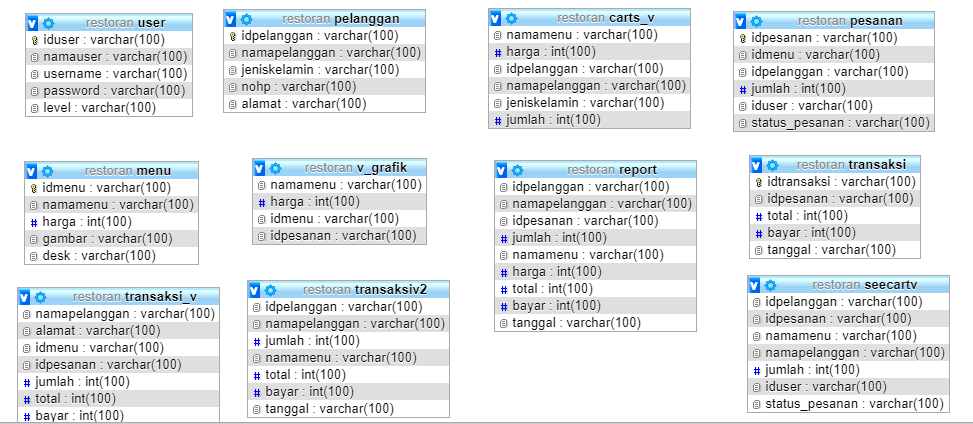 restoran user
iduser : varchar(100)
namauser : varchar(100)
username : varchar(100)
password : varchar(100)
level : varchar(100)
restoran pelanggan
idpelanggan : varchar(100)
namapelanggan : varchar(100)
jeniskelamin : varchar(100)
nohp : varchar(100)
alamat : varchar(100)
restoran carts_v
namamenu : varchar(100)
# harga : int(100)
idpelanggan : varchar(100)
namapelanggan : varchar(100)
jeniskelamin : varchar(100)
# jumlah : int(100)
restoran pesanan
idpesanan : varchar(100)
idmenu : varchar(100)
idpelanggan : varchar(100)
# jumlah : int(100)
iduser : varchar(100)
status_pesanan : varchar(100)
restoran menu
idmenu : varchar(100)
namamenu : varchar(100)
# harga : int(100)
gambar : varchar(100)
desk : varchar(100)
restoran v_grafik
namamenu : varchar(100)
# harga : int(100)
idmenu : varchar(100)
idpesanan : varchar(100)
restoran report
idpelanggan : varchar(100)
namapelanggan : varchar(100)
idpesanan : varchar(100)
# jumlah : int(100)
namamenu : varchar(100)
# harga : int(100)
# total : int(100)
# bayar : int(100)
tanggal : varchar(100)
restoran transaksi
idtransaksi : varchar(100)
idpesanan : varchar(100)
# total : int(100)
# bayar : int(100)
tanggal : varchar(100)
restoran transaksi_v
namapelanggan : varchar(100)
alamat : varchar(100)
idmenu : varchar(100)
idpesanan : varchar(100)
# jumlah : int(100)
# total : int(100)
# bayar : int(100)
restoran transaksiv2
idpelanggan : varchar(100)
namapelanggan : varchar(100)
# jumlah : int(100)
namamenu : varchar(100)
# total : int(100)
# bayar : int(100)
tanggal : varchar(100)
restoran seecartv
idpelanggan : varchar(100)
idpesanan : varchar(100)
namamenu : varchar(100)
namapelanggan : varchar(100)
# jumlah : int(100)
iduser : varchar(100)
status_pesanan : varchar(100)